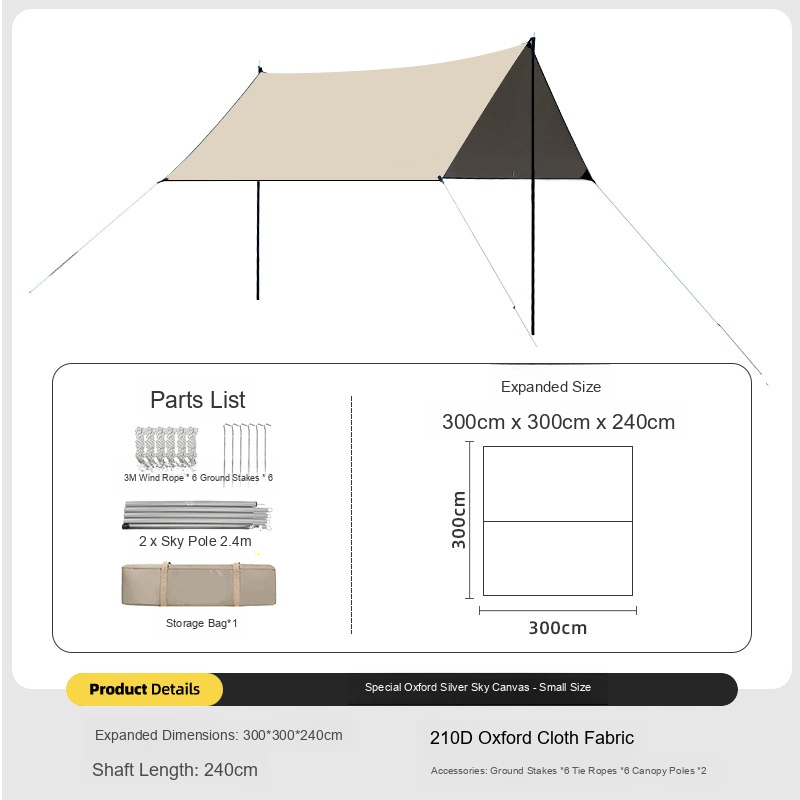 Parts List
3M Wind Rope * 6 Ground Stakes * 6
2 x Sky Pole 2.4m
Storage Bag*1
Expanded Size
300cm x 300cm x 240cm
300cm
300cm
Product Details
Special Oxford Silver Sky Canvas - Small Size
Expanded Dimensions: 300*300*240cm
210D Oxford Cloth Fabric
Shaft Length: 240cm
Accessories: Ground Stakes *6 Tie Ropes *6 Canopy Poles *2